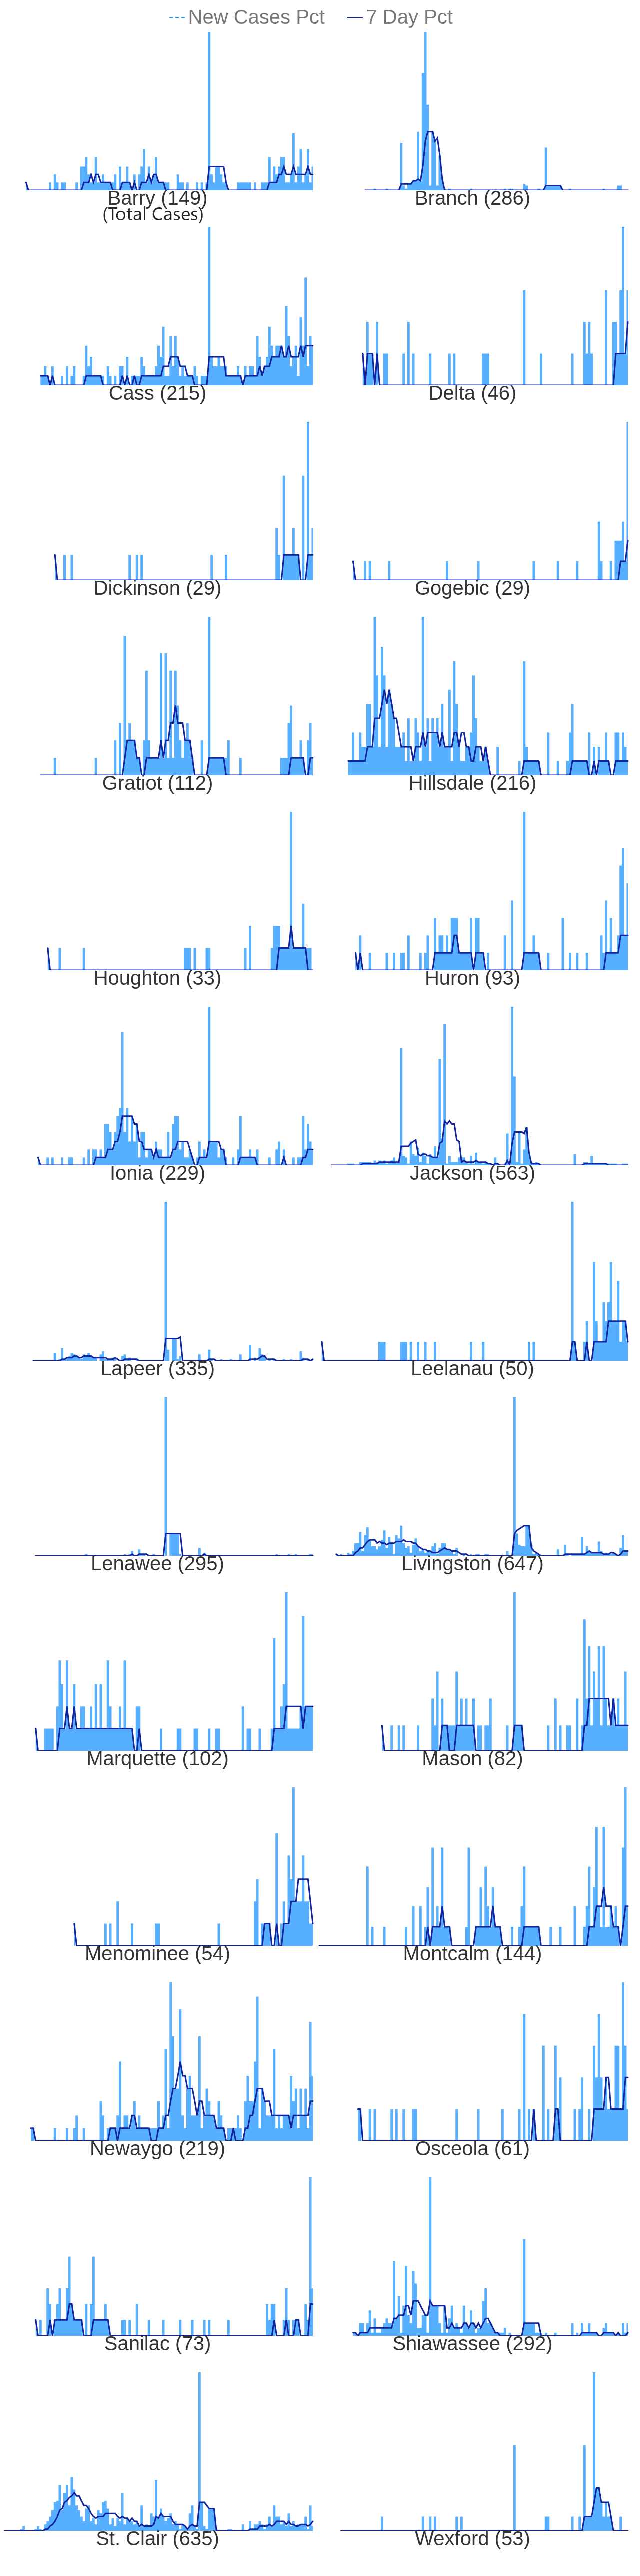 New Cases Pct 7 Day Pct
Barry (149) Branch (286)
(Total Cases)
Cass (215) Delta (46)
Dickinson (29) Gogebic (29)
Gratiot (112) Hillsdale (216)
Houghton (33) Huron (93)
Ionia (229) Jackson (563)
Lapeer (335) Leelanau (50)
Lenawee (295) Livingston (647)
Marquette (102) Mason (82)
Menominee (54) Montcalm (144)
Newaygo (219) Osceola (61)
Sanilac (73) Shiawassee (292)
St. Clair (635) Wexford (53)